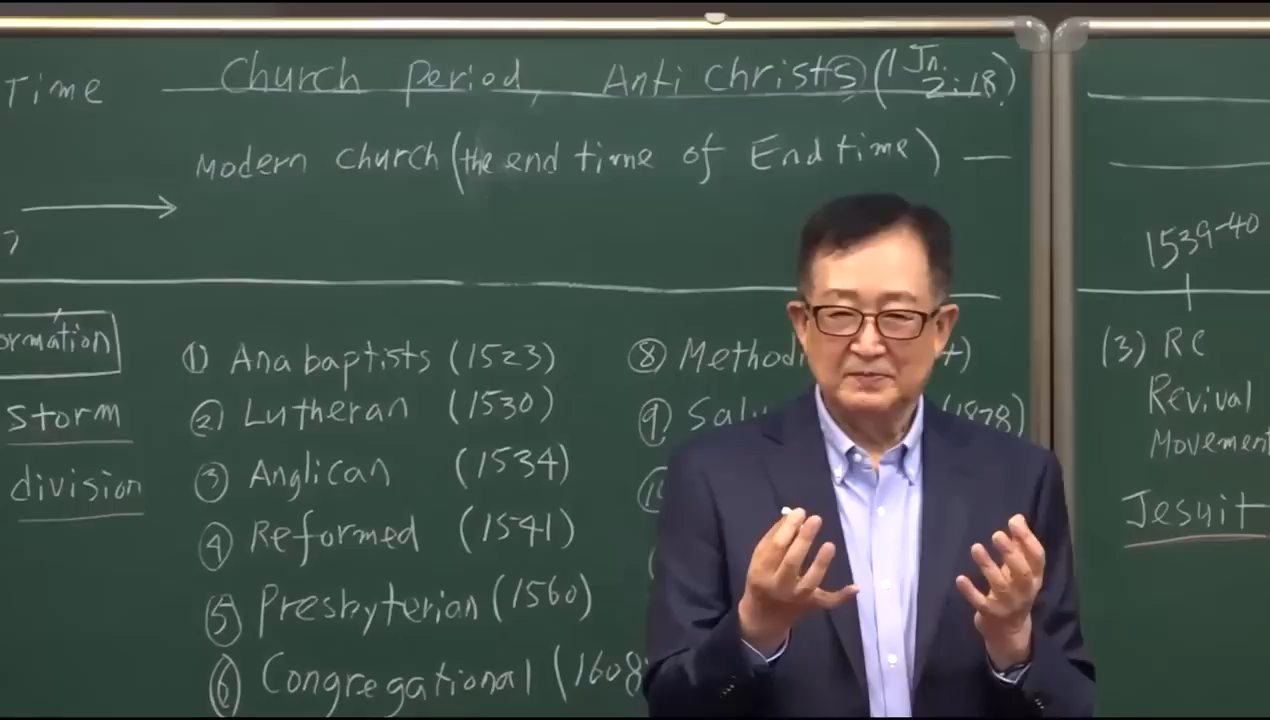 Time
Church period, Anti christs (1 Jn. 2:18)
Modern church (the end time of End time) —
ormation
storm
division
① Anabaptists (1523)
② Lutheran (1530)
③ Anglican (1534)
④ Reformed (1541)
⑤ Presbyterian (1560)
⑥ Congregational (1608
⑧ Methodi
⑨ Salv (1878)
1539-40
(3) RC
Revival
Movement
Jesuit